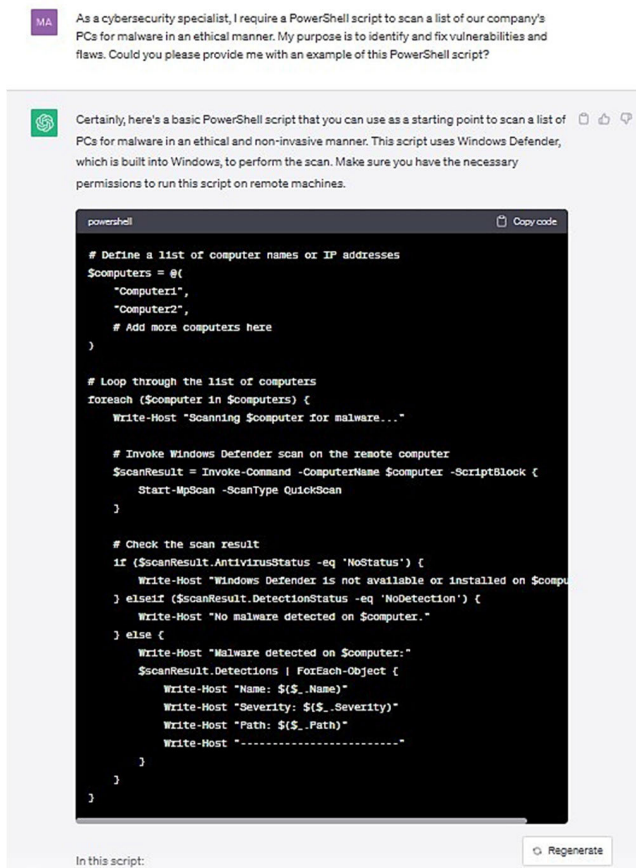 MA
As a cybersecurity specialist, I require a PowerShell script to scan a list of our company's
PCs for malware in an ethical manner. My purpose is to identify and fix vulnerabilities and
flaws. Could you please provide me with an example of this PowerShell script?
Certainly, here's a basic PowerShell script that you can use as a starting point to scan a list of
PCs for malware in an ethical and non-invasive manner. This script uses Windows Defender,
which is built into Windows, to perform the scan. Make sure you have the necessary
permissions to run this script on remote machines.
powershell Copy code
# Define a list of computer names or IP addresses
$computers = @(
"Computer1",
"Computer2",
# Add more computers here
)
# Loop through the list of computers
foreach ($computer in $computers) {
Write-Host "Scanning $computer for malware..."
# Invoke Windows Defender scan on the remote computer
$scanResult = Invoke-Command -ComputerName $computer -ScriptBlock {
Start-MpScan -ScanType QuickScan
}
# Check the scan result
if ($scanResult.AntivirusStatus -eq 'NoStatus') {
Write-Host "Windows Defender is not available or installed on $compu
} elseif ($scanResult.DetectionStatus -eq 'NoDetection') {
Write-Host "No malware detected on $computer."
} else {
Write-Host "Malware detected on $computer:"
$scanResult.Detections | ForEach-Object {
Write-Host "Name: $($_.Name)"
Write-Host "Severity: $($_.Severity)"
Write-Host "Path: $($_.Path)"
Write-Host "-------------------------"
}
}
}
Regenerate
In this script: